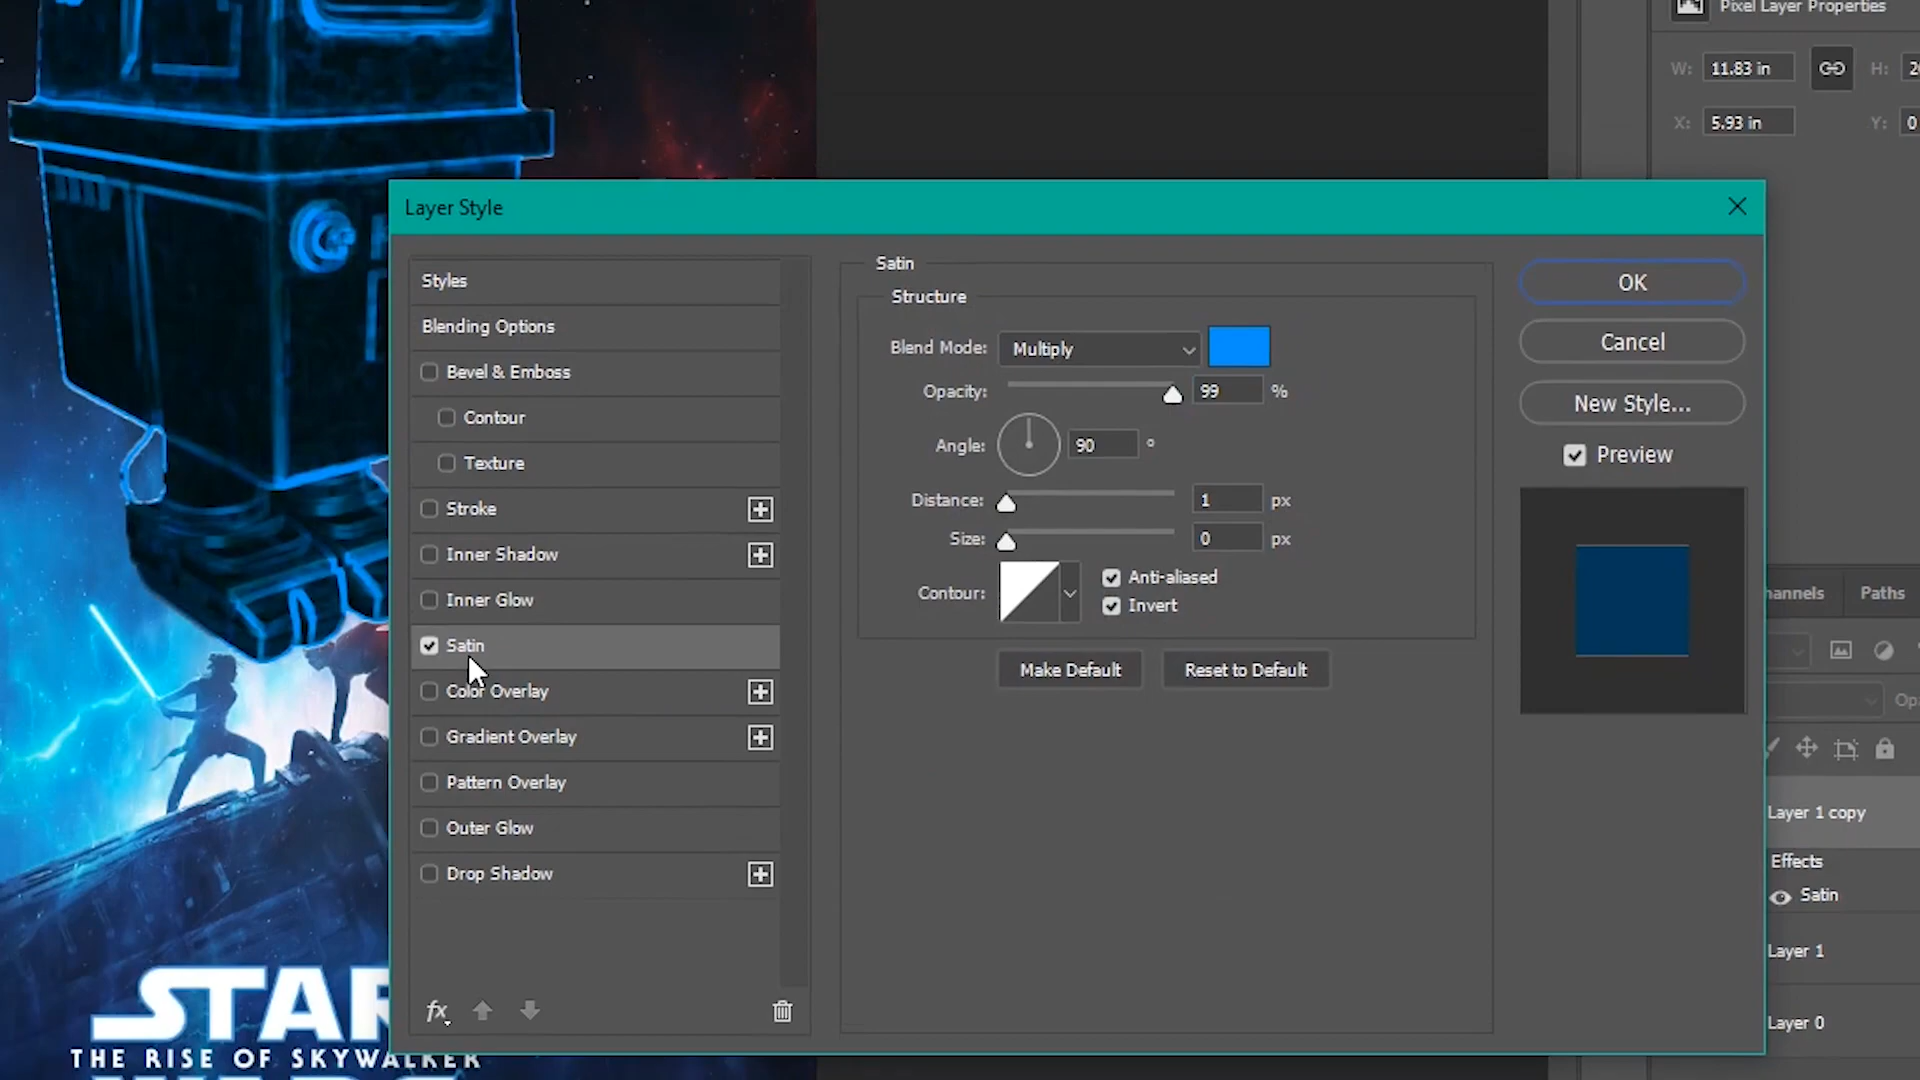 Pixel Layer Properties
W: 11.83 in H:
X: 5.93 in Y: 0
Layer Style
Styles
Blending Options
Bevel & Emboss
Contour
Texture
Stroke
Inner Shadow
Inner Glow
Satin
Color Overlay
Gradient Overlay
Pattern Overlay
Outer Glow
Drop Shadow
fx
Satin
Structure
Blend Mode: Multiply
Opacity: 99 %
Angle: 90 °
Distance: 1 px
Size: 0 px
Contour: Anti-aliased
Invert
Make Default Reset to Default
OK
Cancel
New Style...
Preview
hannels Paths
Layer 1 copy
Effects
Satin
Layer 1
Layer 0
STAR
THE RISE OF SKYWALKER